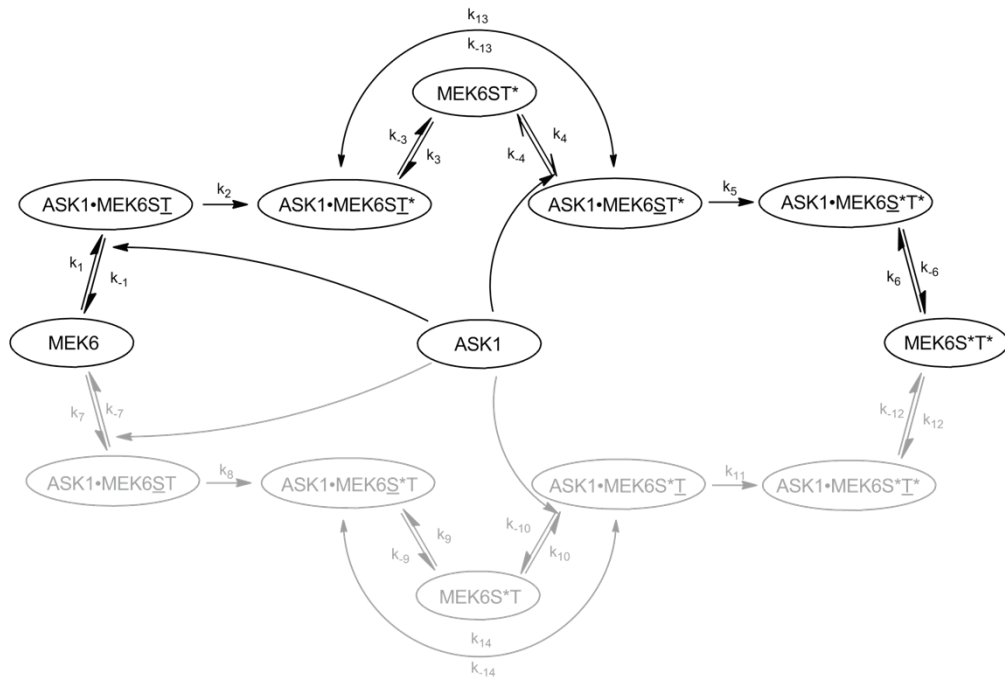 k13
k-13
MEK6ST*
k-3
k3
k4
k-4
ASK1•MEK6ST
k2
ASK1•MEK6ST*
ASK1•MEK6ST*
k5
ASK1•MEK6S*T*
k1
k-1
k6
k-6
MEK6
ASK1
MEK6S*T*
k7
k-7
k-12
k12
ASK1•MEK6ST
k8
ASK1•MEK6S*T
ASK1•MEK6S*T
k11
ASK1•MEK6S*T*
k9
k-9
k-10
k10
MEK6S*T
k14
k-14